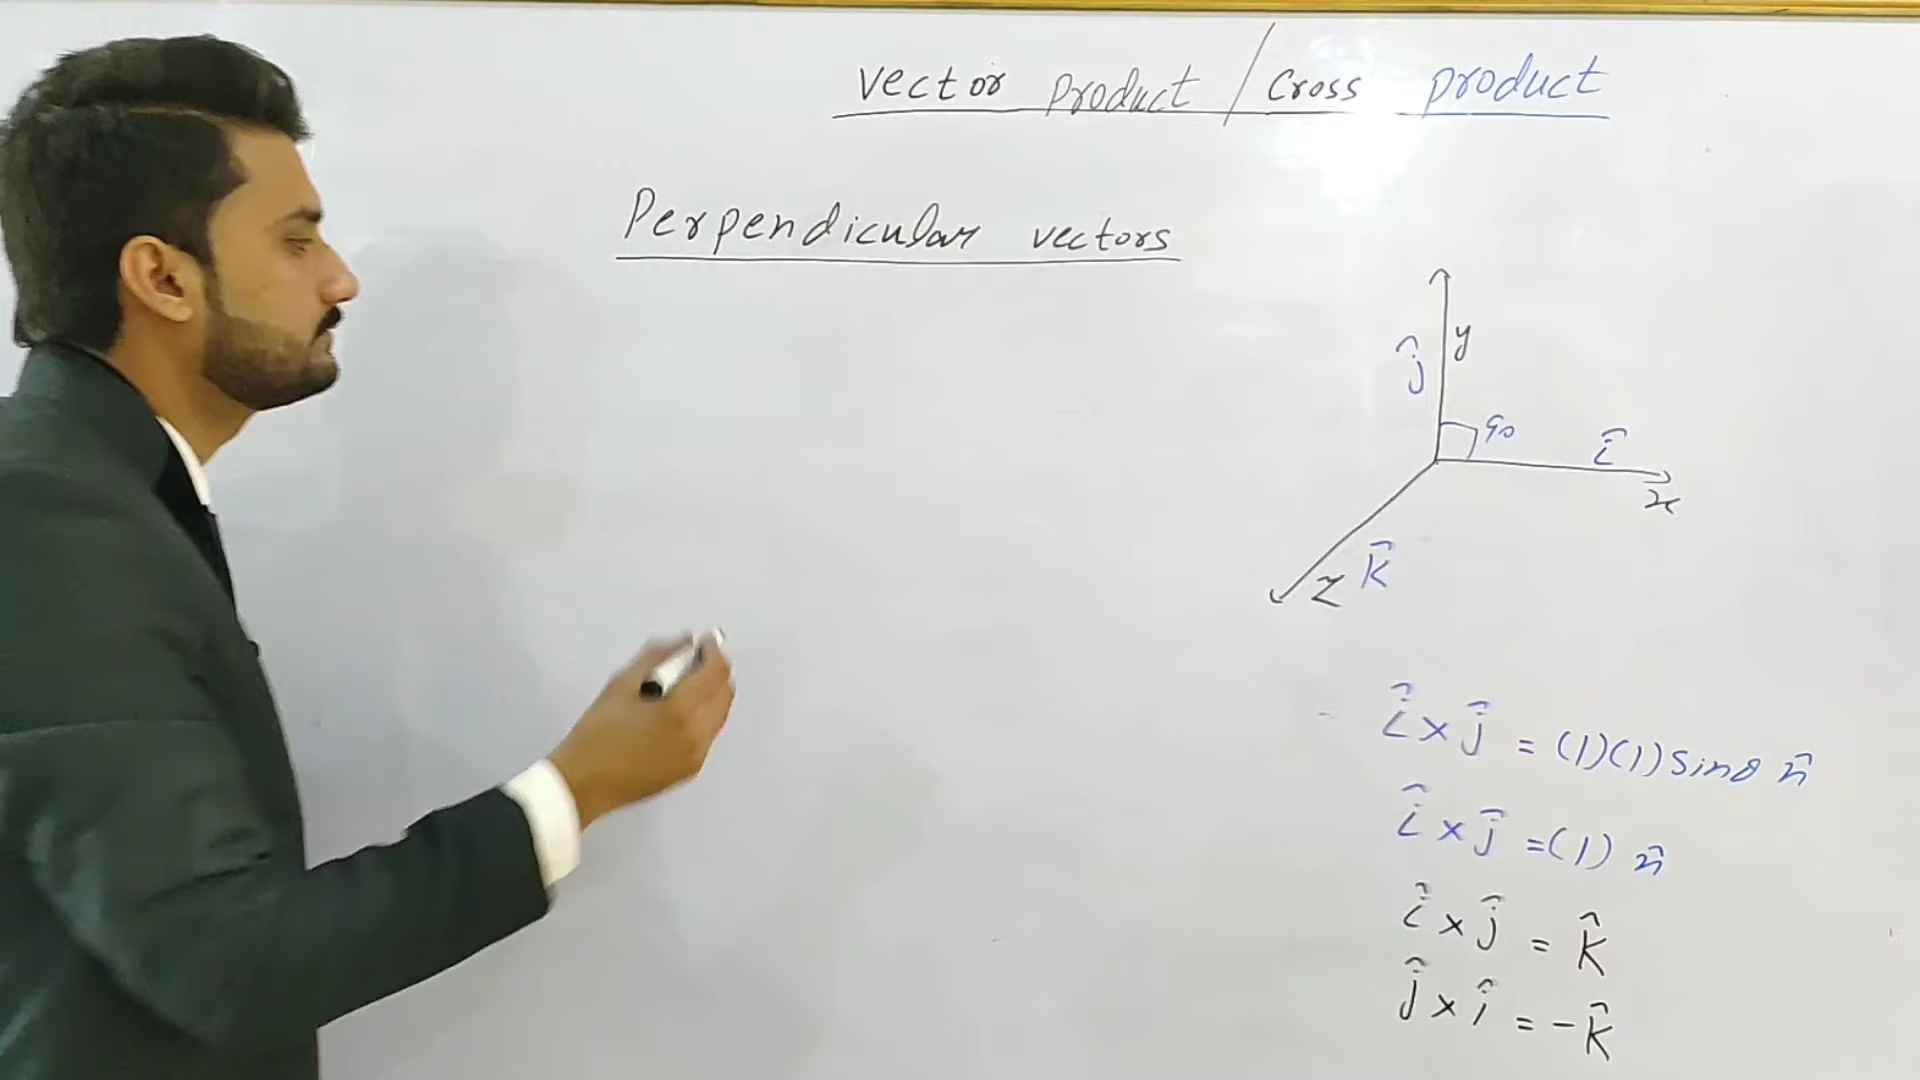 Vector product / Cross product
Perpendicular vectors
y
ĵ
90
î
x
k̂
z
î × ĵ = (1)(1) sinθ n̂
î × ĵ = (1) n̂
î × ĵ = k̂
ĵ × î = -k̂